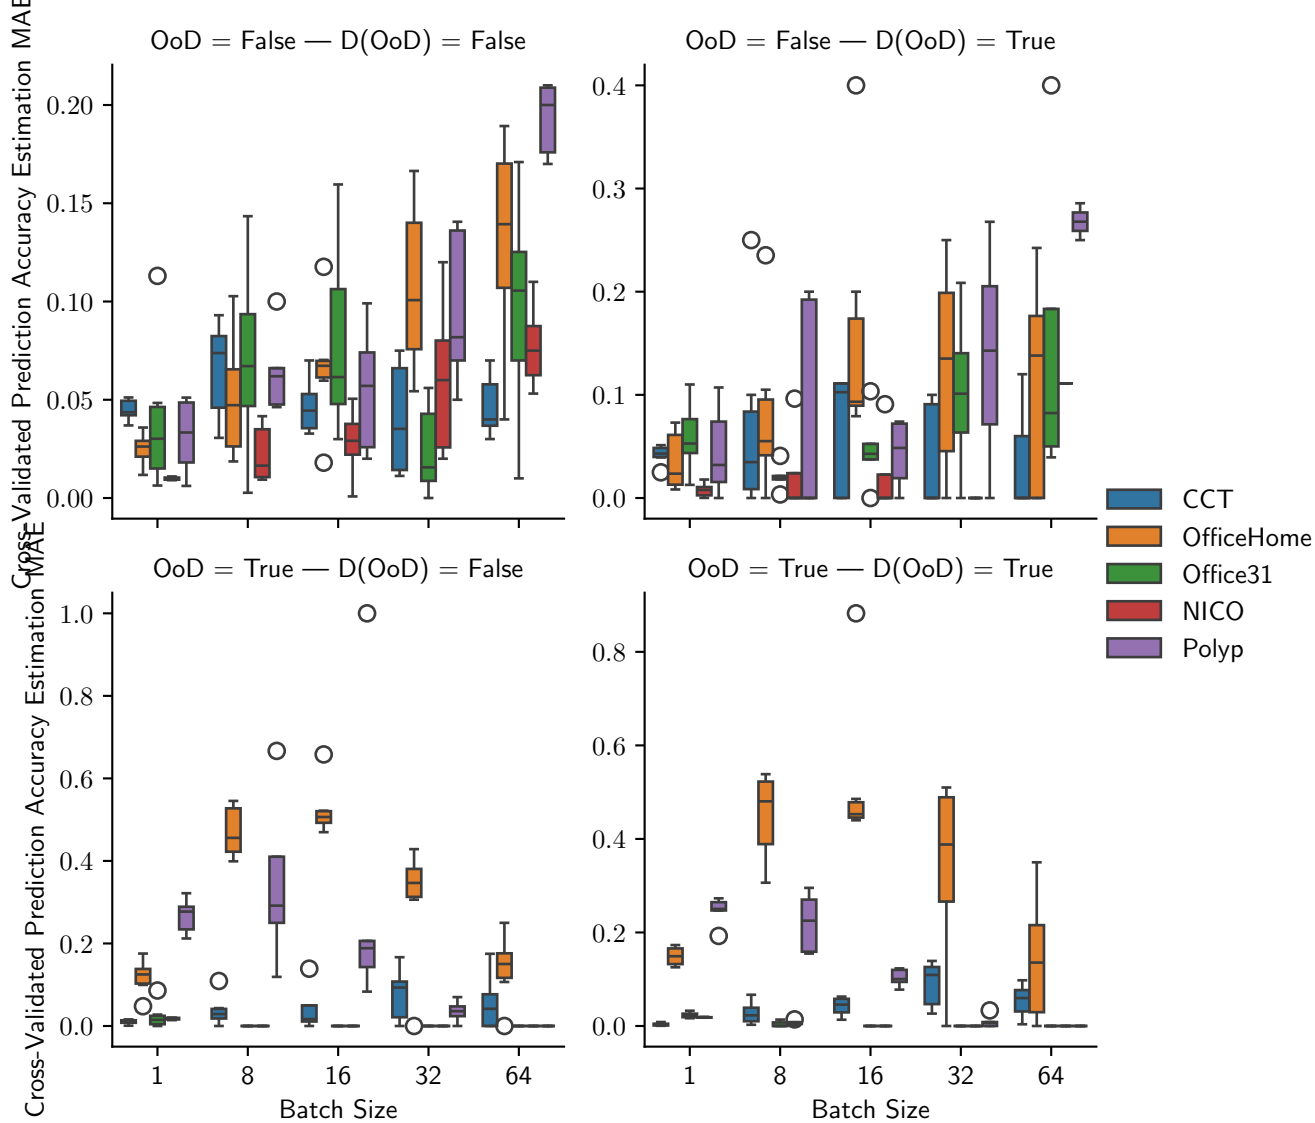 OoD = False — D(OoD) = False
OoD = False — D(OoD) = True
Cross-Validated Prediction Accuracy Estimation MAE
0.20
0.15
0.10
0.05
0.00
0.4
0.3
0.2
0.1
0.0
CCT
OfficeHome
Office31
NICO
Polyp
OoD = True — D(OoD) = False
OoD = True — D(OoD) = True
Cross-Validated Prediction Accuracy Estimation MAE
1.0
0.8
0.6
0.4
0.2
0.0
0.8
0.6
0.4
0.2
0.0
1 8 16 32 64
1 8 16 32 64
Batch Size
Batch Size